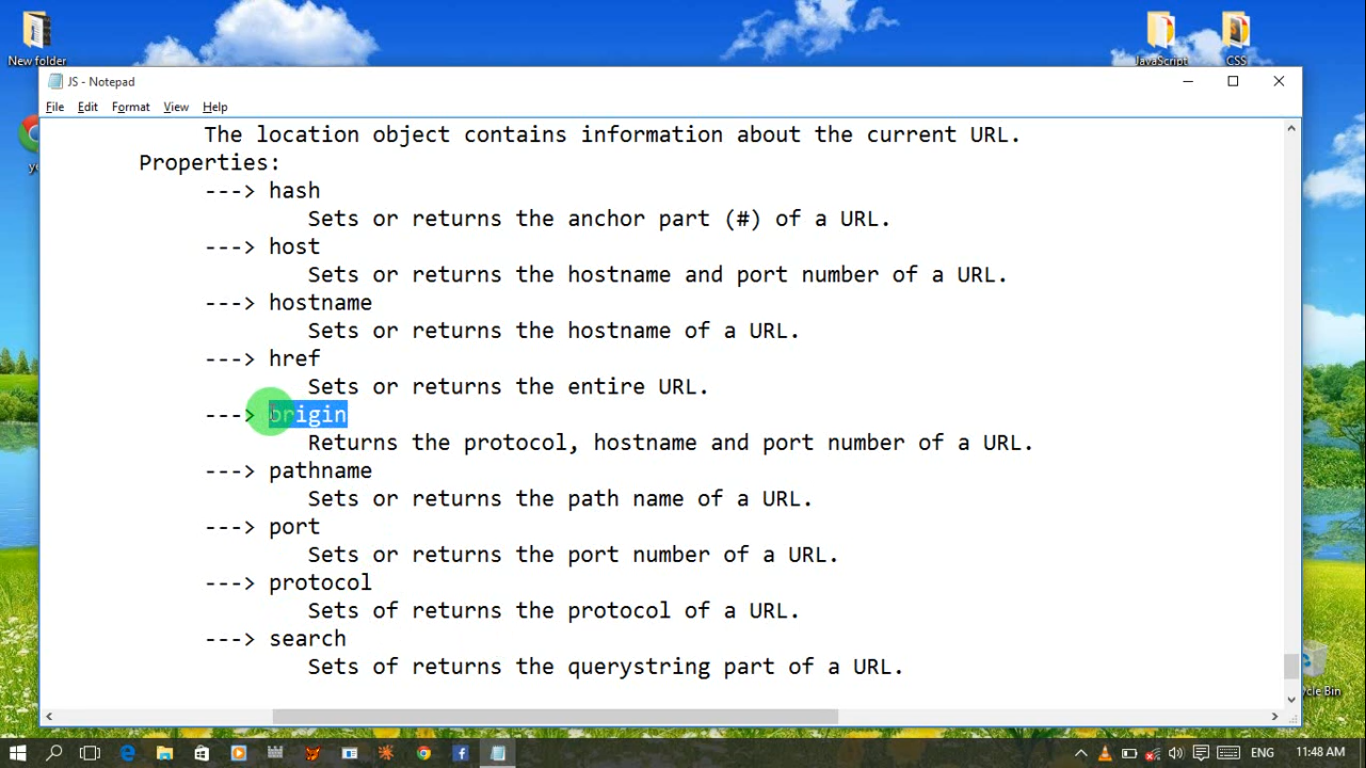 New folder
JavaScript
CSS
JS - Notepad
File Edit Format View Help
The location object contains information about the current URL.
Properties:
---> hash
Sets or returns the anchor part (#) of a URL.
---> host
Sets or returns the hostname and port number of a URL.
---> hostname
Sets or returns the hostname of a URL.
---> href
Sets or returns the entire URL.
---> origin
Returns the protocol, hostname and port number of a URL.
---> pathname
Sets or returns the path name of a URL.
---> port
Sets or returns the port number of a URL.
---> protocol
Sets of returns the protocol of a URL.
---> search
Sets of returns the querystring part of a URL.
Bin
ENG
11:48 AM